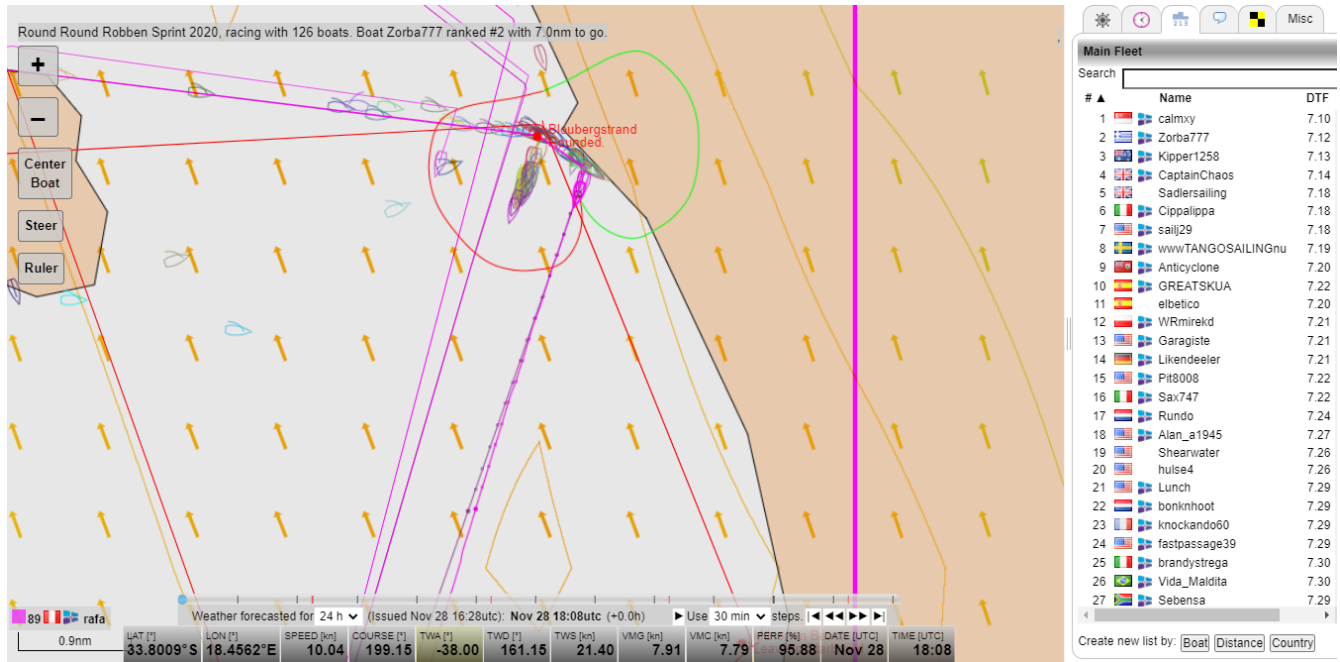 Round Round Robben Sprint 2020, racing with 126 boats. Boat Zorba777 ranked #2 with 7.0nm to go.
+
−
Center
Boat
Steer
Ruler
Bloubergstrand
Rounded.
89 rafa
0.9nm
Weather forecasted for 24 h (Issued Nov 28 16:28utc): Nov 28 18:08utc (+0.0h) Use 30 min steps.
LAT [°] LON [°] SPEED [kn] COURSE [°] TWA [°] TWD [°] TWS [kn] VMG [kn] VMC [kn] PERF [%] DATE [UTC] TIME [UTC]
33.8009°S 18.4562°E 10.04 199.15 -38.00 161.15 21.40 7.91 7.79 95.88 Nov 28 18:08
Misc
Main Fleet
Search
# ▲ Name DTF
1 calmxy 7.10
2 Zorba777 7.12
3 Kipper1258 7.13
4 CaptainChaos 7.14
5 Sadlersailing 7.18
6 Cippalippa 7.18
7 sailj29 7.18
8 wwwTANGOSAILINGnu 7.19
9 Anticyclone 7.20
10 GREATSKUA 7.22
11 elbetico 7.20
12 WRmirekd 7.21
13 Garagiste 7.21
14 Likendeeler 7.21
15 Pit8008 7.22
16 Sax747 7.22
17 Rundo 7.24
18 Alan_a1945 7.27
19 Shearwater 7.26
20 hulse4 7.26
21 Lunch 7.29
22 bonknhoot 7.29
23 knockando60 7.29
24 fastpassage39 7.29
25 brandystrega 7.30
26 Vida_Maldita 7.30
27 Sebensa 7.29
Create new list by: Boat Distance Country